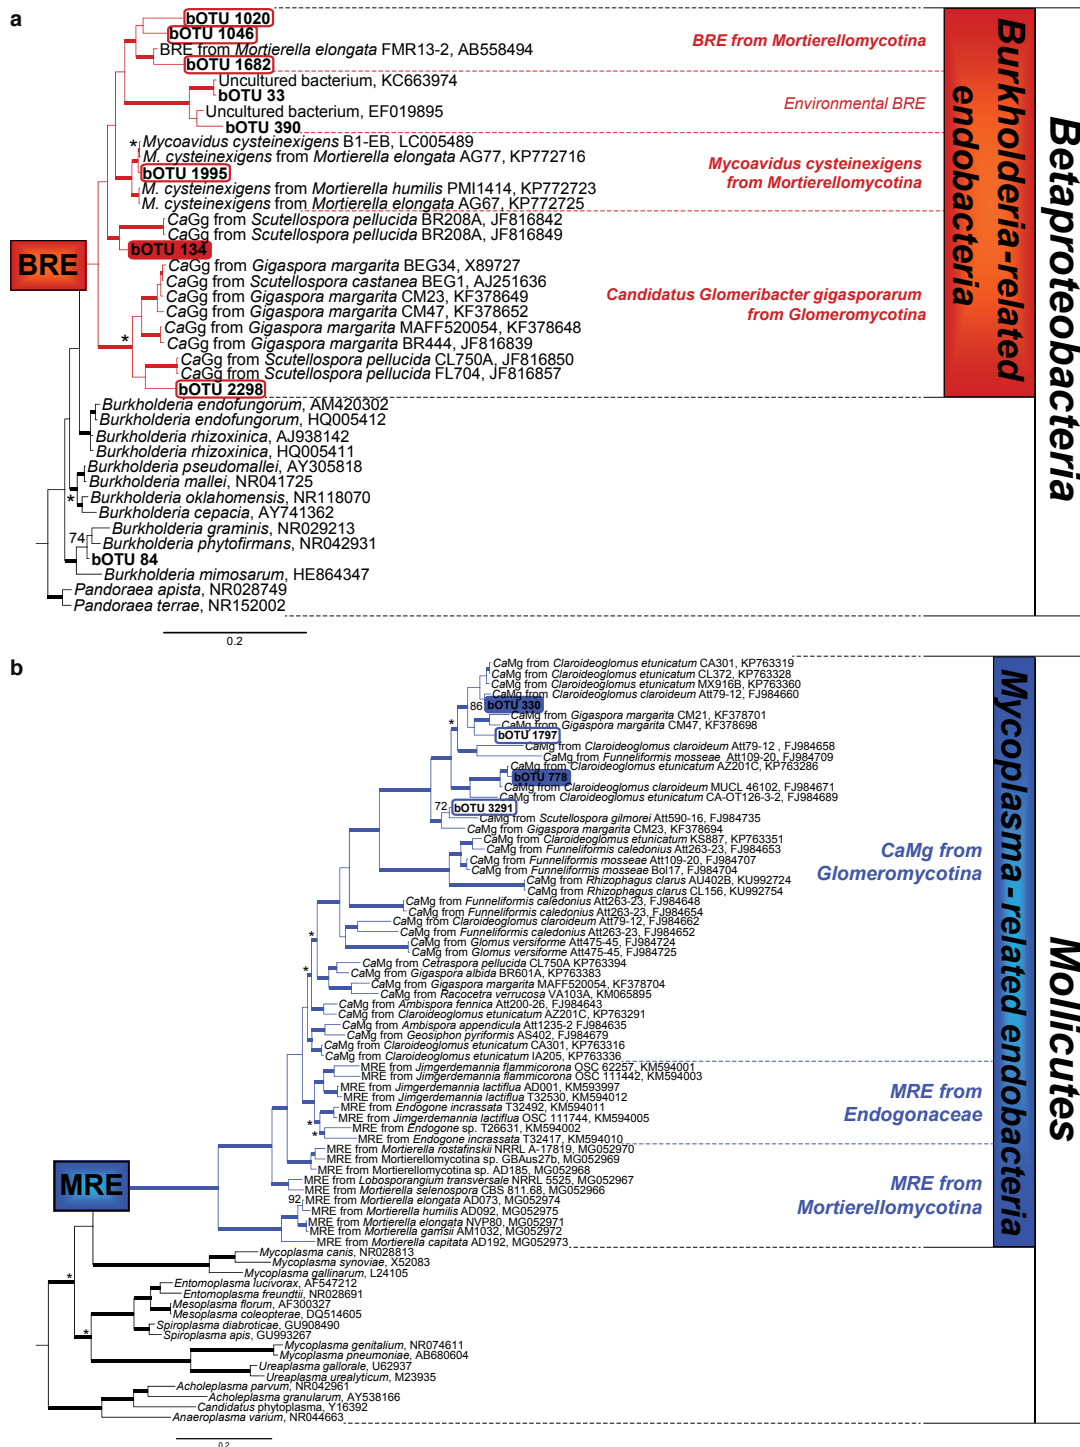 a
bOTU 1020
bOTU 1046
BRE from Mortierella elongata FMR13-2, AB558494
bOTU 1682
BRE from Mortierellomycotina
Uncultured bacterium, KC663974
bOTU 33
Uncultured bacterium, EF019895
bOTU 390
Environmental BRE
* Mycoavidus cysteinexigens B1-EB, LC005489
M. cysteinexigens from Mortierella elongata AG77, KP772716
bOTU 1995
M. cysteinexigens from Mortierella humilis PMI1414, KP772723
M. cysteinexigens from Mortierella elongata AG67, KP772725
Mycoavidus cysteinexigens
from Mortierellomycotina
CaGg from Scutellospora pellucida BR208A, JF816842
CaGg from Scutellospora pellucida BR208A, JF816849
bOTU 134
BRE
CaGg from Gigaspora margarita BEG34, X89727
CaGg from Scutellospora castanea BEG1, AJ251636
CaGg from Gigaspora margarita CM23, KF378649
CaGg from Gigaspora margarita CM47, KF378652
CaGg from Gigaspora margarita MAFF520054, KF378648
*
CaGg from Gigaspora margarita BR444, JF816839
CaGg from Scutellospora pellucida CL750A, JF816850
CaGg from Scutellospora pellucida FL704, JF816857
bOTU 2298
Candidatus Glomeribacter gigasporarum
from Glomeromycotina
Burkholderia-related
endobacteria
Betaproteobacteria
Burkholderia endofungorum, AM420302
Burkholderia endofungorum, HQ005412
Burkholderia rhizoxinica, AJ938142
Burkholderia rhizoxinica, HQ005411
Burkholderia pseudomallei, AY305818
Burkholderia mallei, NR041725
*
Burkholderia oklahomensis, NR118070
Burkholderia cepacia, AY741362
Burkholderia graminis, NR029213
74
Burkholderia phytofirmans, NR042931
bOTU 84
Burkholderia mimosarum, HE864347
Pandoraea apista, NR028749
Pandoraea terrae, NR152002
0.2
b
CaMg from Claroideoglomus etunicatum CA301, KP763319
CaMg from Claroideoglomus etunicatum CL372, KP763328
CaMg from Claroideoglomus etunicatum MX916B, KP763360
CaMg from Claroideoglomus claroideum Att79-12, FJ984660
86 bOTU 330
CaMg from Gigaspora margarita CM21, KF378701
* CaMg from Gigaspora margarita CM47, KF378698
bOTU 1797
CaMg from Claroideoglomus claroideum Att79-12 , FJ984658
CaMg from Funneliformis mosseae Att109-20, FJ984709
CaMg from Claroideoglomus etunicatum AZ201C, KP763286
bOTU 778
CaMg from Claroideoglomus claroideum MUCL 46102, FJ984671
CaMg from Claroideoglomus etunicatum CA-OT126-3-2, FJ984689
72 bOTU 3291
CaMg from Scutellospora gilmorei Att590-16, FJ984735
CaMg from Gigaspora margarita CM23, KF378694
CaMg from Claroideoglomus etunicatum KS887, KP763351
CaMg from Funneliformis caledonius Att263-23, FJ984653
CaMg from Funneliformis mosseae Att109-20, FJ984707
CaMg from Funneliformis mosseae Bol17, FJ984704
CaMg from Rhizophagus clarus AU402B, KU992724
CaMg from Rhizophagus clarus CL156, KU992754
CaMg from Funneliformis caledonius Att263-23, FJ984648
CaMg from Funneliformis caledonius Att263-23, FJ984654
CaMg from Claroideoglomus claroideum Att79-12, FJ984662
* CaMg from Funneliformis caledonius Att263-23, FJ984652
CaMg from Glomus versiforme Att475-45, FJ984724
CaMg from Glomus versiforme Att475-45, FJ984725
* CaMg from Cetraspora pellucida CL750A KP763394
CaMg from Gigaspora albida BR601A, KP763383
CaMg from Gigaspora margarita MAFF520054, KF378704
CaMg from Racocetra verrucosa VA103A, KM065895
CaMg from Ambispora fennica Att200-26, FJ984643
CaMg from Claroideoglomus etunicatum AZ201C, KP763291
CaMg from Ambispora appendicula Att1235-2 FJ984635
CaMg from Geosiphon pyriformis AS402, FJ984679
CaMg from Claroideoglomus etunicatum CA301, KP763316
CaMg from Claroideoglomus etunicatum IA205, KP763336
CaMg from
Glomeromycotina
MRE from Jimgerdemannia flammicorona OSC 62257, KM594001
MRE from Jimgerdemannia flammicorona OSC 111442, KM594003
MRE from Jimgerdemannia lactiflua AD001, KM593997
MRE from Jimgerdemannia lactiflua T32530, KM594012
MRE from Endogone incrassata T32492, KM594011
MRE from Jimgerdemannia lactiflua OSC 111744, KM594005
* MRE from Endogone sp. T26631, KM594002
* MRE from Endogone incrassata T32417, KM594010
MRE from
Endogonaceae
MRE from Mortierella rostafinskii NRRL A-17819, MG052970
MRE from Mortierellomycotina sp. GBAus27b, MG052969
MRE from Mortierellomycotina sp. AD185, MG052968
MRE from Lobosporangium transversale NRRL 5525, MG052967
MRE from Mortierella selenospora CBS 811.68, MG052966
92 MRE from Mortierella elongata AD073, MG052974
MRE from Mortierella humilis AD092, MG052975
MRE from Mortierella elongata NVP80, MG052971
MRE from Mortierella gamsii AM1032, MG052972
MRE from Mortierella capitata AD192, MG052973
MRE from
Mortierellomycotina
MRE
Mycoplasma-related endobacteria
Mollicutes
Mycoplasma canis, NR028813
Mycoplasma synoviae, X52083
Mycoplasma gallinarum, L24105
*
Entomoplasma lucivorax, AF547212
Entomoplasma freundtii, NR028691
Mesoplasma florum, AF300327
Mesoplasma coleopterae, DQ514605
Spiroplasma diabroticae, GU908490
* Spiroplasma apis, GU993267
Mycoplasma genitalium, NR074611
Mycoplasma pneumoniae, AB680604
Ureaplasma gallorale, U62937
Ureaplasma urealyticum, M23935
Acholeplasma parvum, NR042961
Acholeplasma granularum, AY538166
Candidatus phytoplasma, Y16392
Anaeroplasma varium, NR044663
0.2